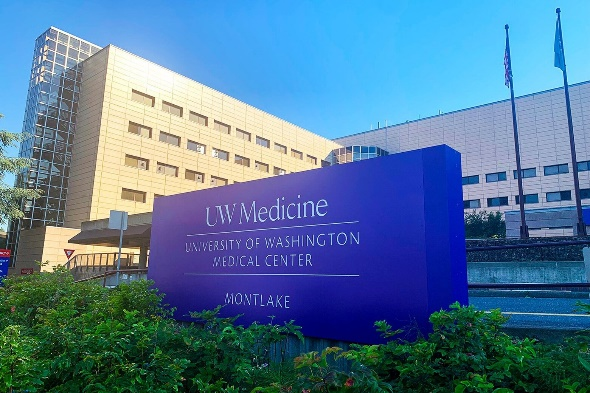 UW Medicine
UNIVERSITY OF WASHINGTON
MEDICAL CENTER
MONTLAKE